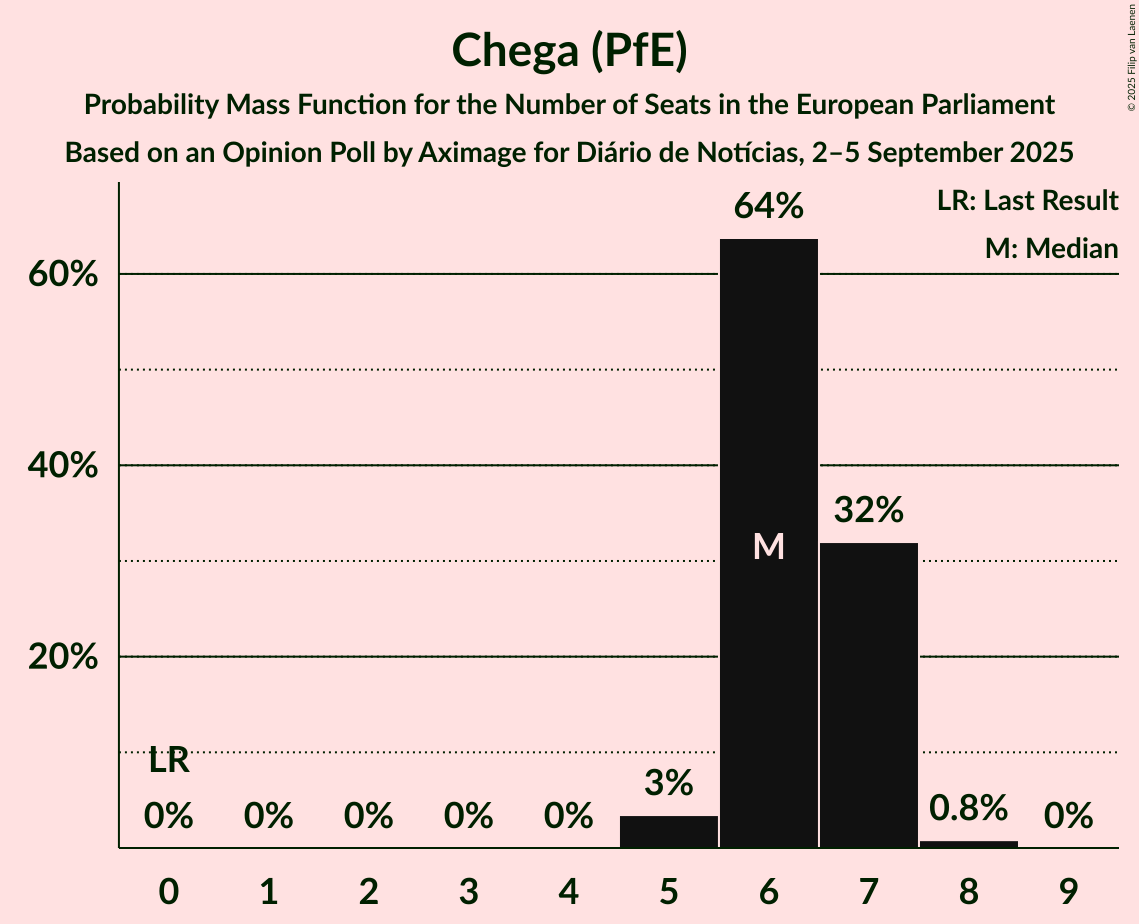 Chega (PfE)
Probability Mass Function for the Number of Seats in the European Parliament
Based on an Opinion Poll by Aximage for Diário de Notícias, 2–5 September 2025
© 2025 Filip van Laenen
LR: Last Result
M: Median
64%
60%
40%
32%
M
20%
LR
3%
0% 0% 0% 0% 0% 0.8% 0%
0 1 2 3 4 5 6 7 8 9